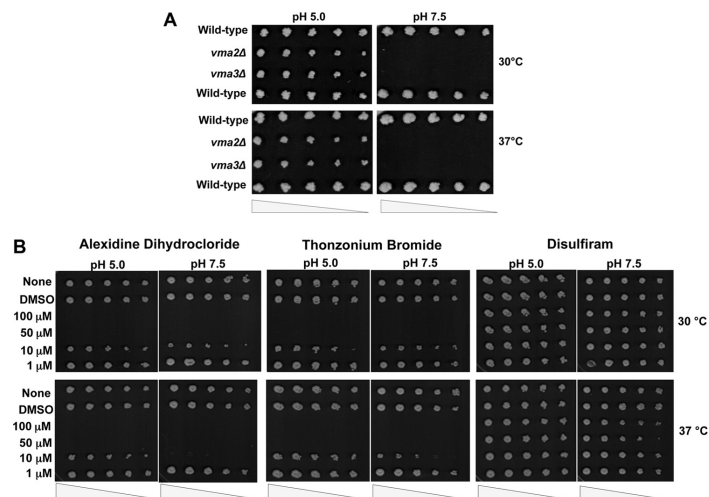 A
pH 5.0 pH 7.5
Wild-type
vma2Δ
vma3Δ
Wild-type
30°C
Wild-type
vma2Δ
vma3Δ
Wild-type
37°C
B
Alexidine Dihydrocloride Thonzonium Bromide Disulfiram
pH 5.0 pH 7.5 pH 5.0 pH 7.5 pH 5.0 pH 7.5
None
DMSO
100 µM
50 µM
10 µM
1 µM
30 °C
None
DMSO
100 µM
50 µM
10 µM
1 µM
37 °C